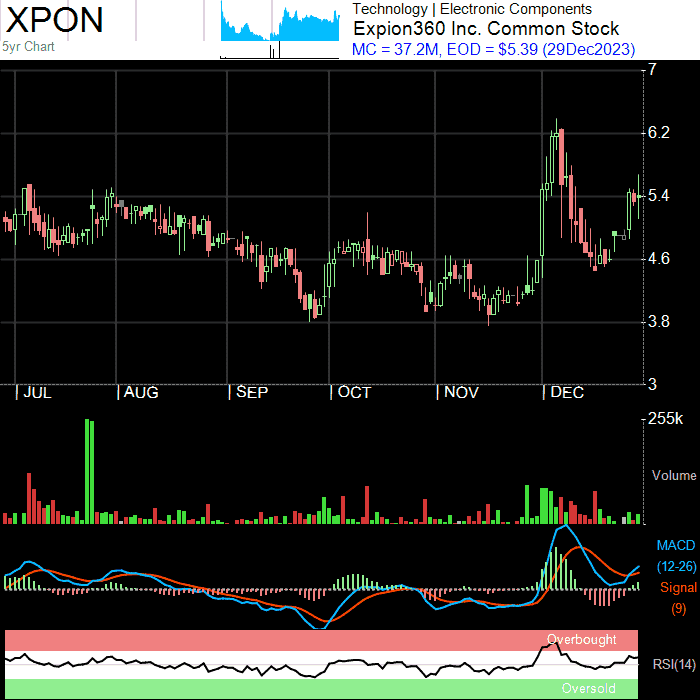 XPON
5yr Chart
Technology | Electronic Components
Expion360 Inc. Common Stock
MC = 37.2M, EOD = $5.39 (29Dec2023)
7
6.2
5.4
4.6
3.8
3
JUL AUG SEP OCT NOV DEC
255k
Volume
MACD
(12-26)
Signal
(9)
Overbought
RSI(14)
Oversold